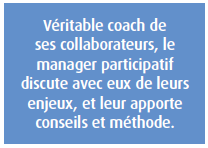 Véritable coach de
ses collaborateurs, le
manager participatif
discute avec eux de leurs
enjeux, et leur apporte
conseils et méthode.